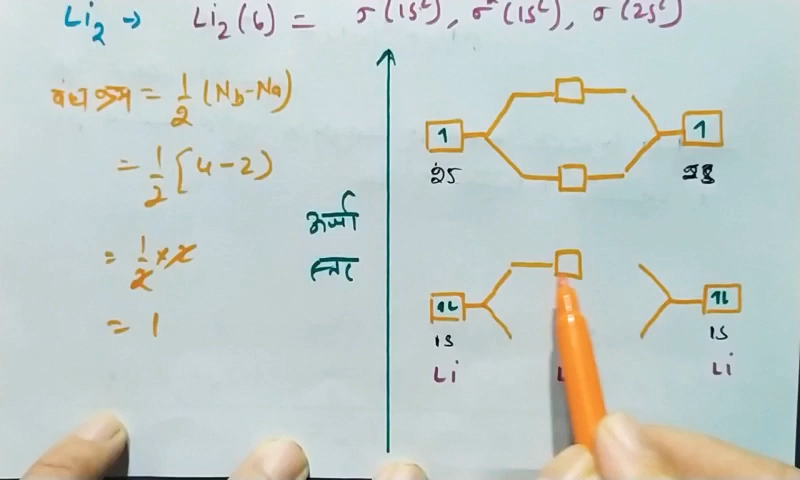 Li₂ → Li₂(6) = σ(1s²), σ*(1s²), σ(2s²)
बंध क्रम = 1/2 (Nb-Na)
= 1/2 [4-2)
= 1/2 × 2
= 1
ऊर्जा
स्तर
1 1
2S 2S
1L 1L
1S 1S
Li L Li